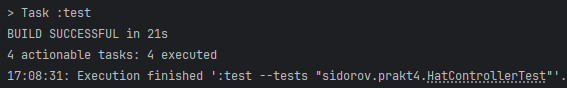 > Task :test
BUILD SUCCESSFUL in 21s
4 actionable tasks: 4 executed
17:08:31: Execution finished ':test --tests "sidorov.prakt4.HatControllerTest"'.